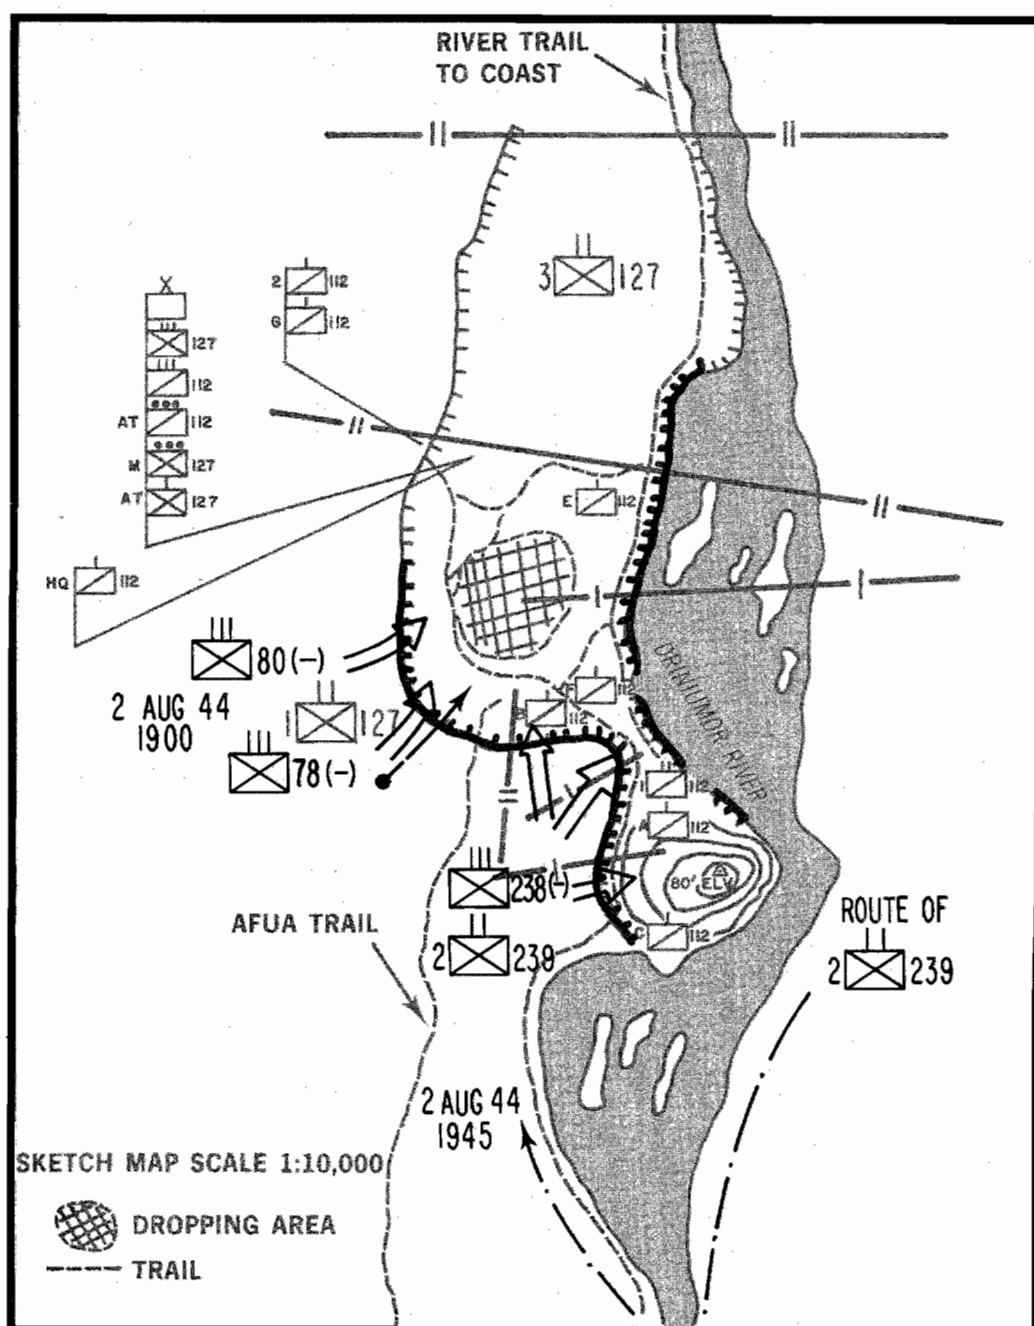 RIVER TRAIL
TO COAST
3 127
2 112
G 112
X
127
112
AT 112
M 127
AT 127
E 112
HQ 112
80(-)
2 AUG 44
1900
1 127
78(-)
F 112
112
DRINIUMOR RIVER
1 112
A 112
80' ELV
238(-)
C 112
AFUA TRAIL
2 239
ROUTE OF
2 239
2 AUG 44
1945
SKETCH MAP SCALE 1:10,000
DROPPING AREA
TRAIL